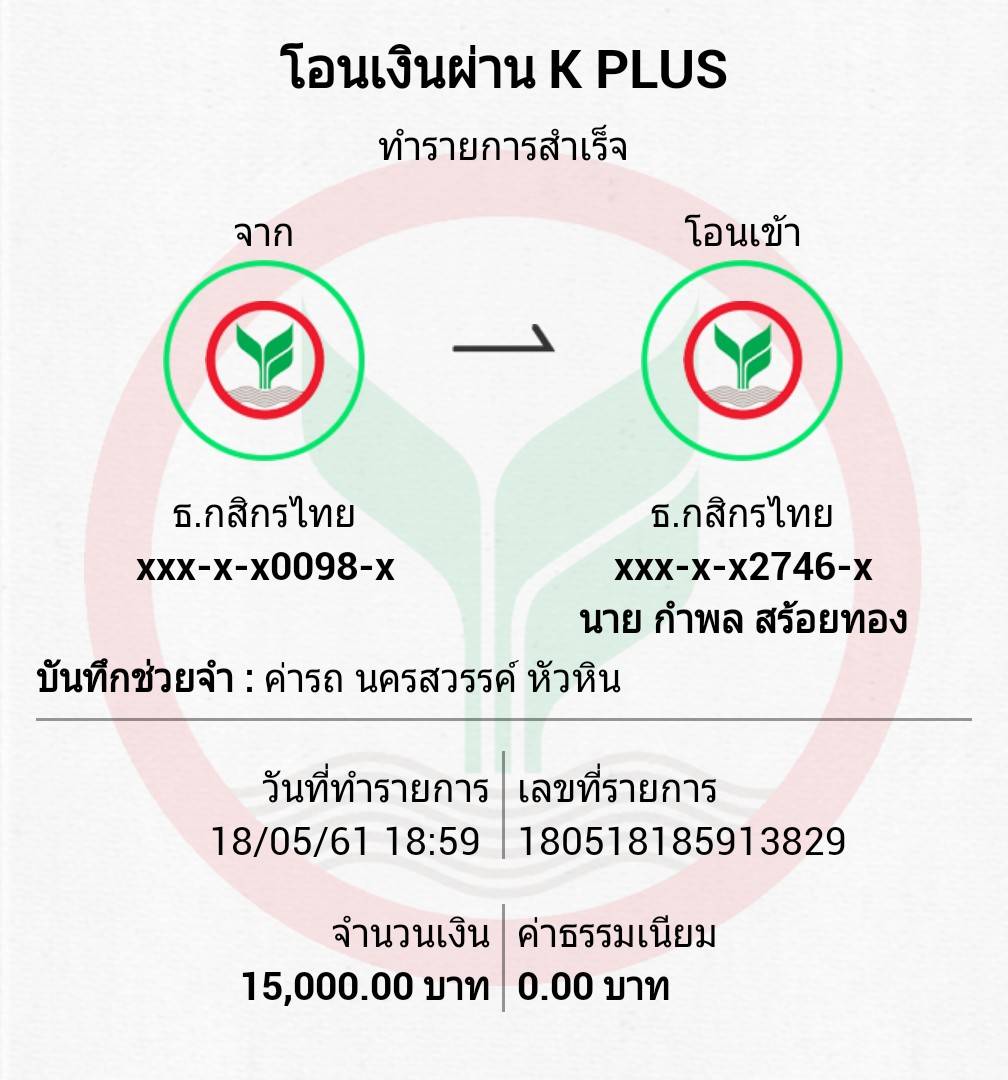 โอนเงินผ่าน K PLUS
ทำรายการสำเร็จ
จาก
โอนเข้า
ธ.กสิกรไทย
xxx-x-x0098-x
ธ.กสิกรไทย
xxx-x-x2746-x
นาย กำพล สร้อยทอง
บันทึกช่วยจำ : ค่ารถ นครสวรรค์ หัวหิน
วันที่ทำรายการ
18/05/61 18:59
เลขที่รายการ
180518185913829
จำนวนเงิน
15,000.00 บาท
ค่าธรรมเนียม
0.00 บาท